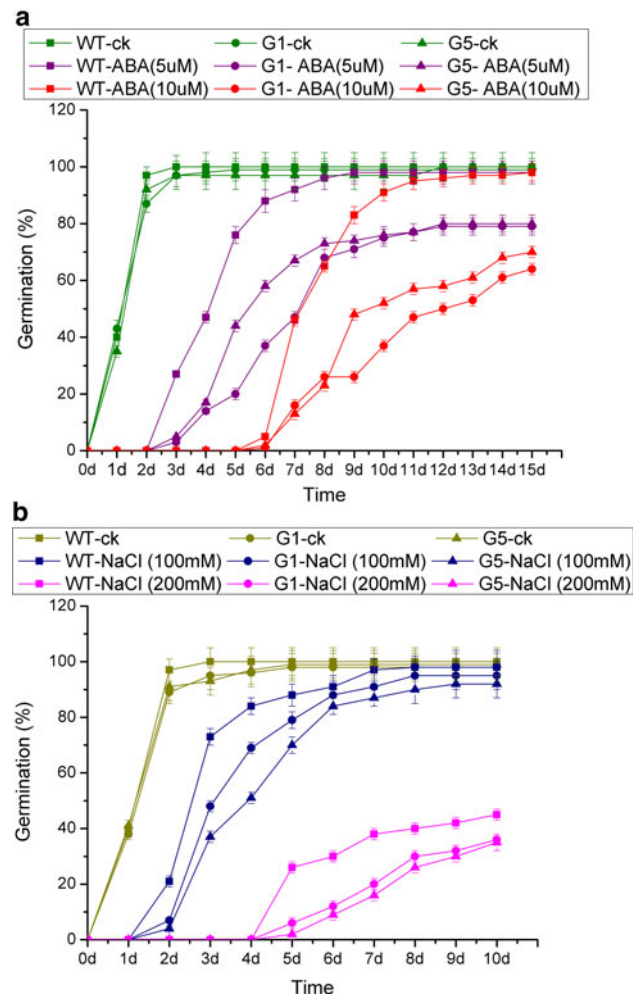 a
WT-ck G1-ck G5-ck
WT-ABA(5uM) G1- ABA(5uM) G5- ABA(5uM)
WT-ABA(10uM) G1- ABA(10uM) G5- ABA(10uM)
120
100
80
60
40
20
0
Germination (%)
0d 1d 2d 3d 4d 5d 6d 7d 8d 9d 10d 11d 12d 13d 14d 15d
Time
b
WT-ck G1-ck G5-ck
WT-NaCl (100mM) G1-NaCl (100mM) G5-NaCl (100mM)
WT-NaCl (200mM) G1-NaCl (200mM) G5-NaCl (200mM)
120
100
80
60
40
20
0
Germination (%)
0d 1d 2d 3d 4d 5d 6d 7d 8d 9d 10d
Time